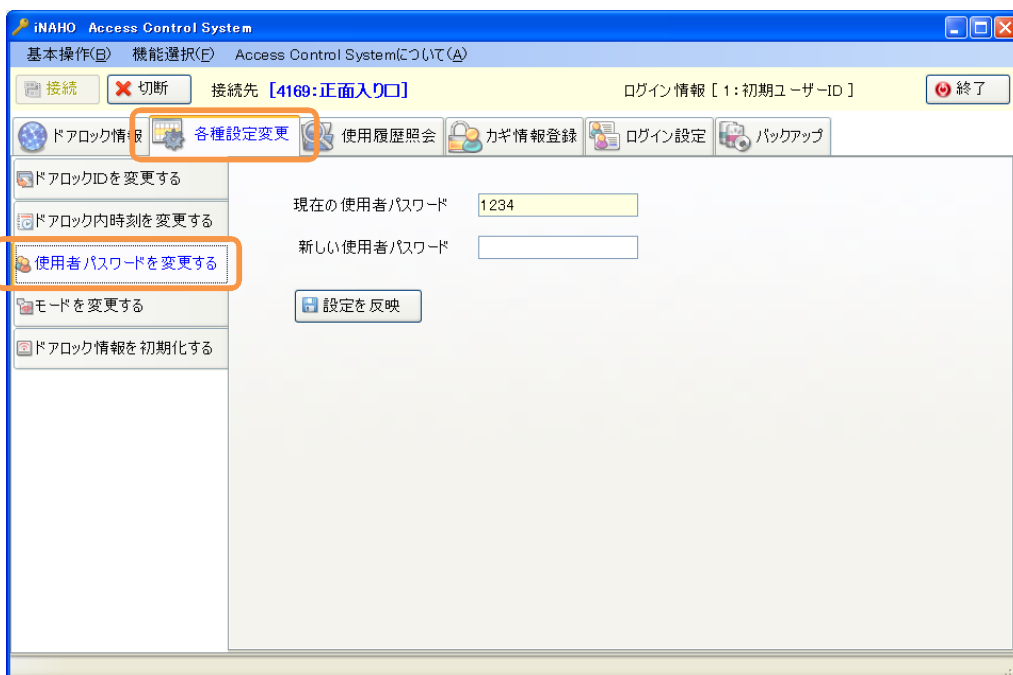 iNAHO Access Control System
基本操作(B) 機能選択(F) Access Control Systemについて(A)
接続 切断 接続先 [4169:正面入り口] ログイン情報 [ 1:初期ユーザーID ] 終了
ドアロック情報 各種設定変更 使用履歴照会 カギ情報登録 ログイン設定 バックアップ
ドアロックIDを変更する
現在の使用者パスワード 1234
ドアロック内時刻を変更する
新しい使用者パスワード
使用者パスワードを変更する
モードを変更する
設定を反映
ドアロック情報を初期化する